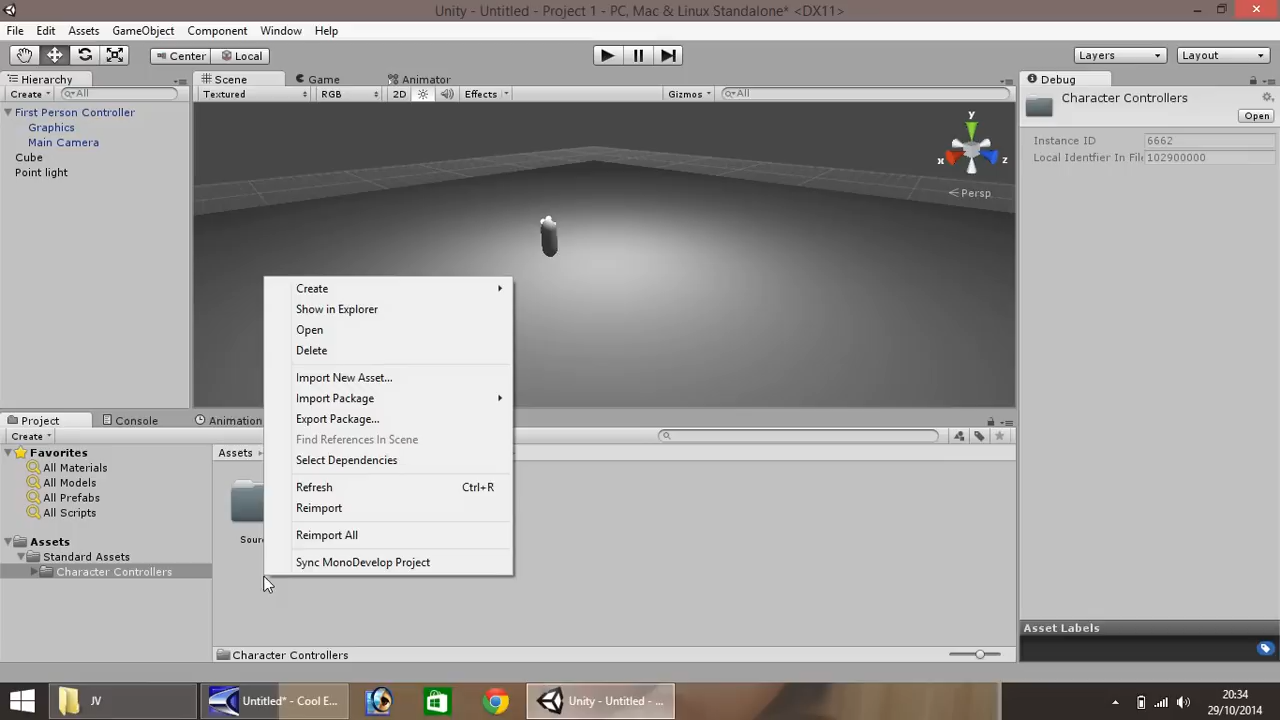 Unity - Untitled - Project 1 - PC, Mac & Linux Standalone* <DX11>
File Edit Assets GameObject Component Window Help
Center Local Layers Layout
Hierarchy
Create All
First Person Controller
Graphics
Main Camera
Cube
Point light
Scene Game Animator
Textured RGB 2D Effects Gizmos All
y
x z
Persp
Debug
Character Controllers
Open
Instance ID 6662
Local Identfier In Fil 102900000
Create
Show in Explorer
Open
Delete
Import New Asset...
Import Package
Export Package...
Find References In Scene
Select Dependencies
Refresh Ctrl+R
Reimport
Reimport All
Sync MonoDevelop Project
Project Console Animation
Create
Favorites
All Materials
All Models
All Prefabs
All Scripts
Assets
Standard Assets
Character Controllers
Assets
Sour
Character Controllers
Asset Labels
JV
Untitled* - Cool E...
Unity - Untitled - ...
20:34
29/10/2014